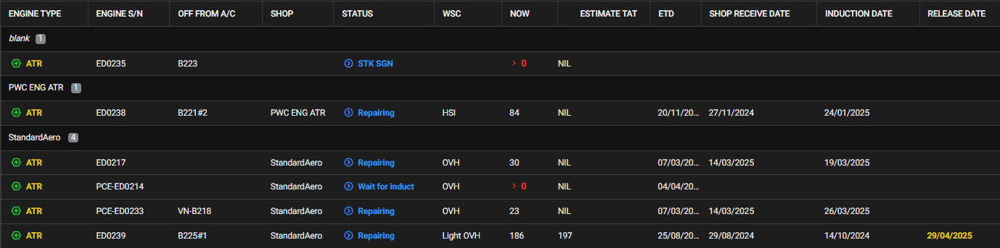 ENGINE TYPE ENGINE S/N OFF FROM A/C SHOP STATUS WSC NOW ESTIMATE TAT ETD SHOP RECEIVE DATE INDUCTION DATE RELEASE DATE
blank 1
ATR ED0235 B223 STK SGN > 0 NIL
PWC ENG ATR 1
ATR ED0238 B221#2 PWC ENG ATR Repairing HSI 84 NIL 20/11/20... 27/11/2024 24/01/2025
StandardAero 4
ATR ED0217 StandardAero Repairing OVH 30 NIL 07/03/20... 14/03/2025 19/03/2025
ATR PCE-ED0214 StandardAero Wait for induct OVH > 0 NIL 04/04/20...
ATR PCE-ED0233 VN-B218 StandardAero Repairing OVH 23 NIL 07/03/20... 14/03/2025 26/03/2025
ATR ED0239 B225#1 StandardAero Repairing Light OVH 186 197 25/08/20... 29/08/2024 14/10/2024 29/04/2025